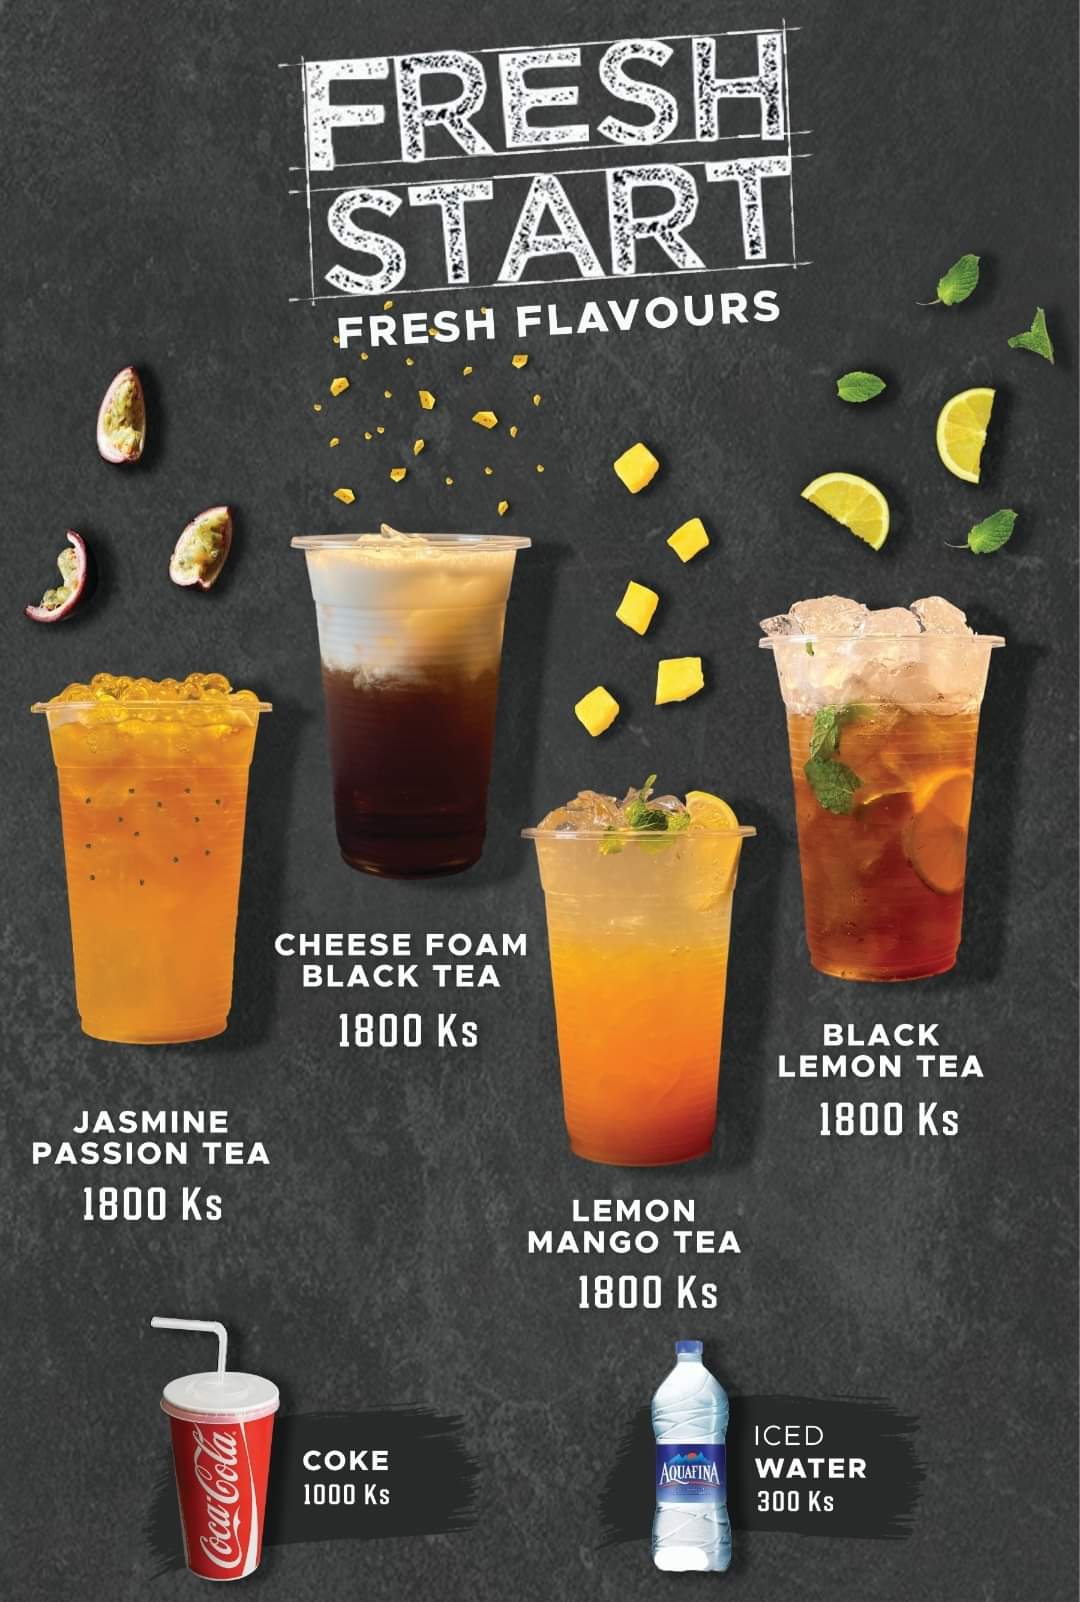 FRESH
START
FRESH FLAVOURS
CHEESE FOAM
BLACK TEA
1800 Ks
BLACK
LEMON TEA
1800 Ks
JASMINE
PASSION TEA
1800 Ks
LEMON
MANGO TEA
1800 Ks
Coca-Cola
COKE
1000 Ks
AQUAFINA
ICED
WATER
300 Ks